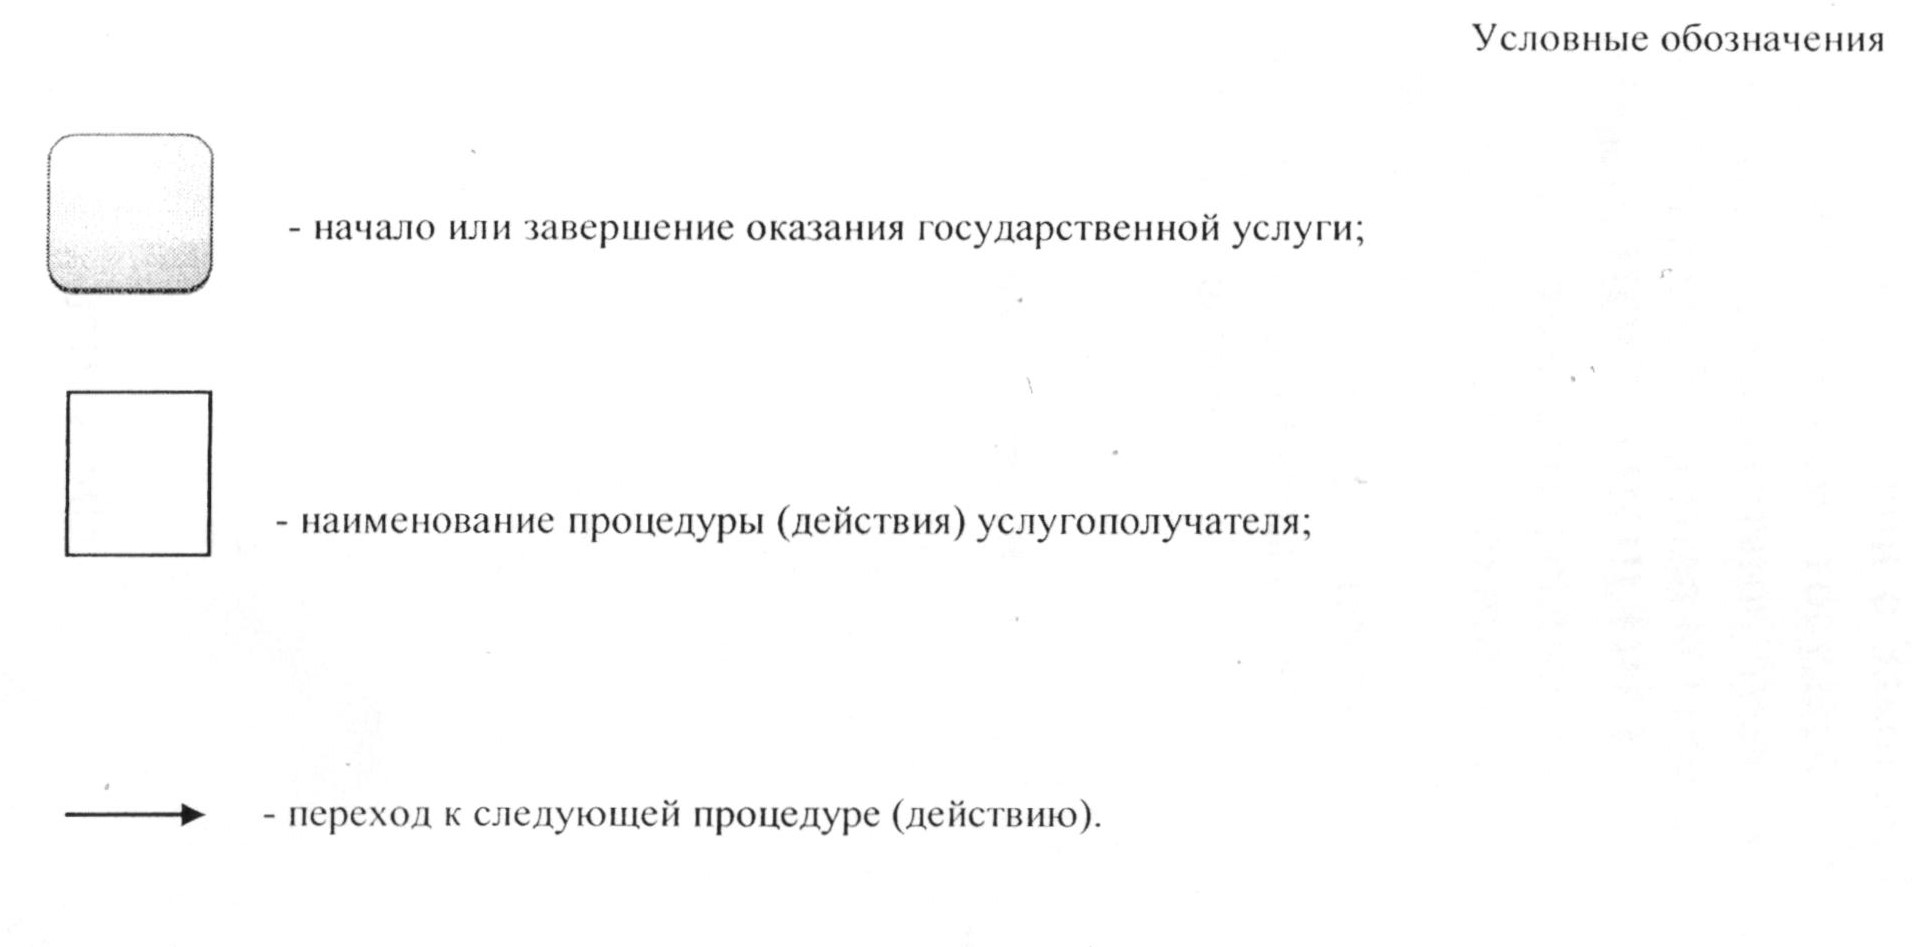 Условные обозначения
- начало или завершение оказания государственной услуги;
- наименование процедуры (действия) услугополучателя;
- переход к следующей процедуре (действию).